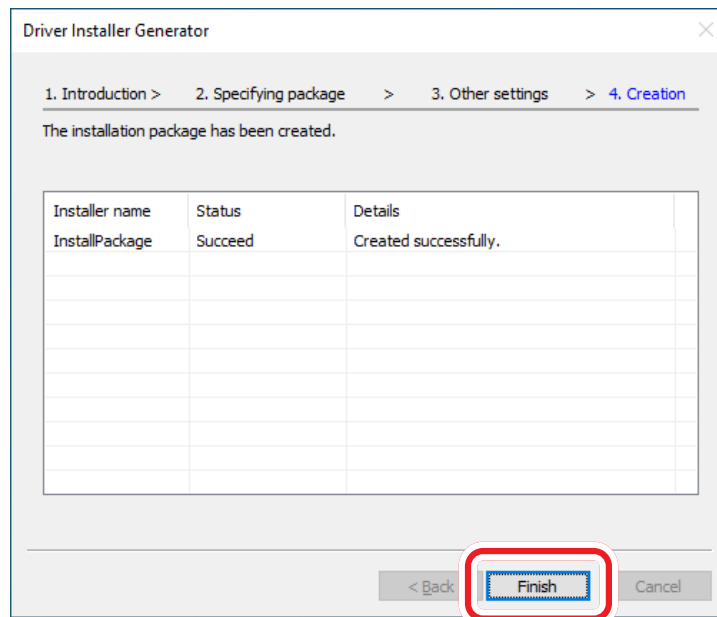 Driver Installer Generator
1. Introduction > 2. Specifying package > 3. Other settings > 4. Creation
The installation package has been created.
Installer name Status Details
InstallPackage Succeed Created successfully.
< Back Finish Cancel